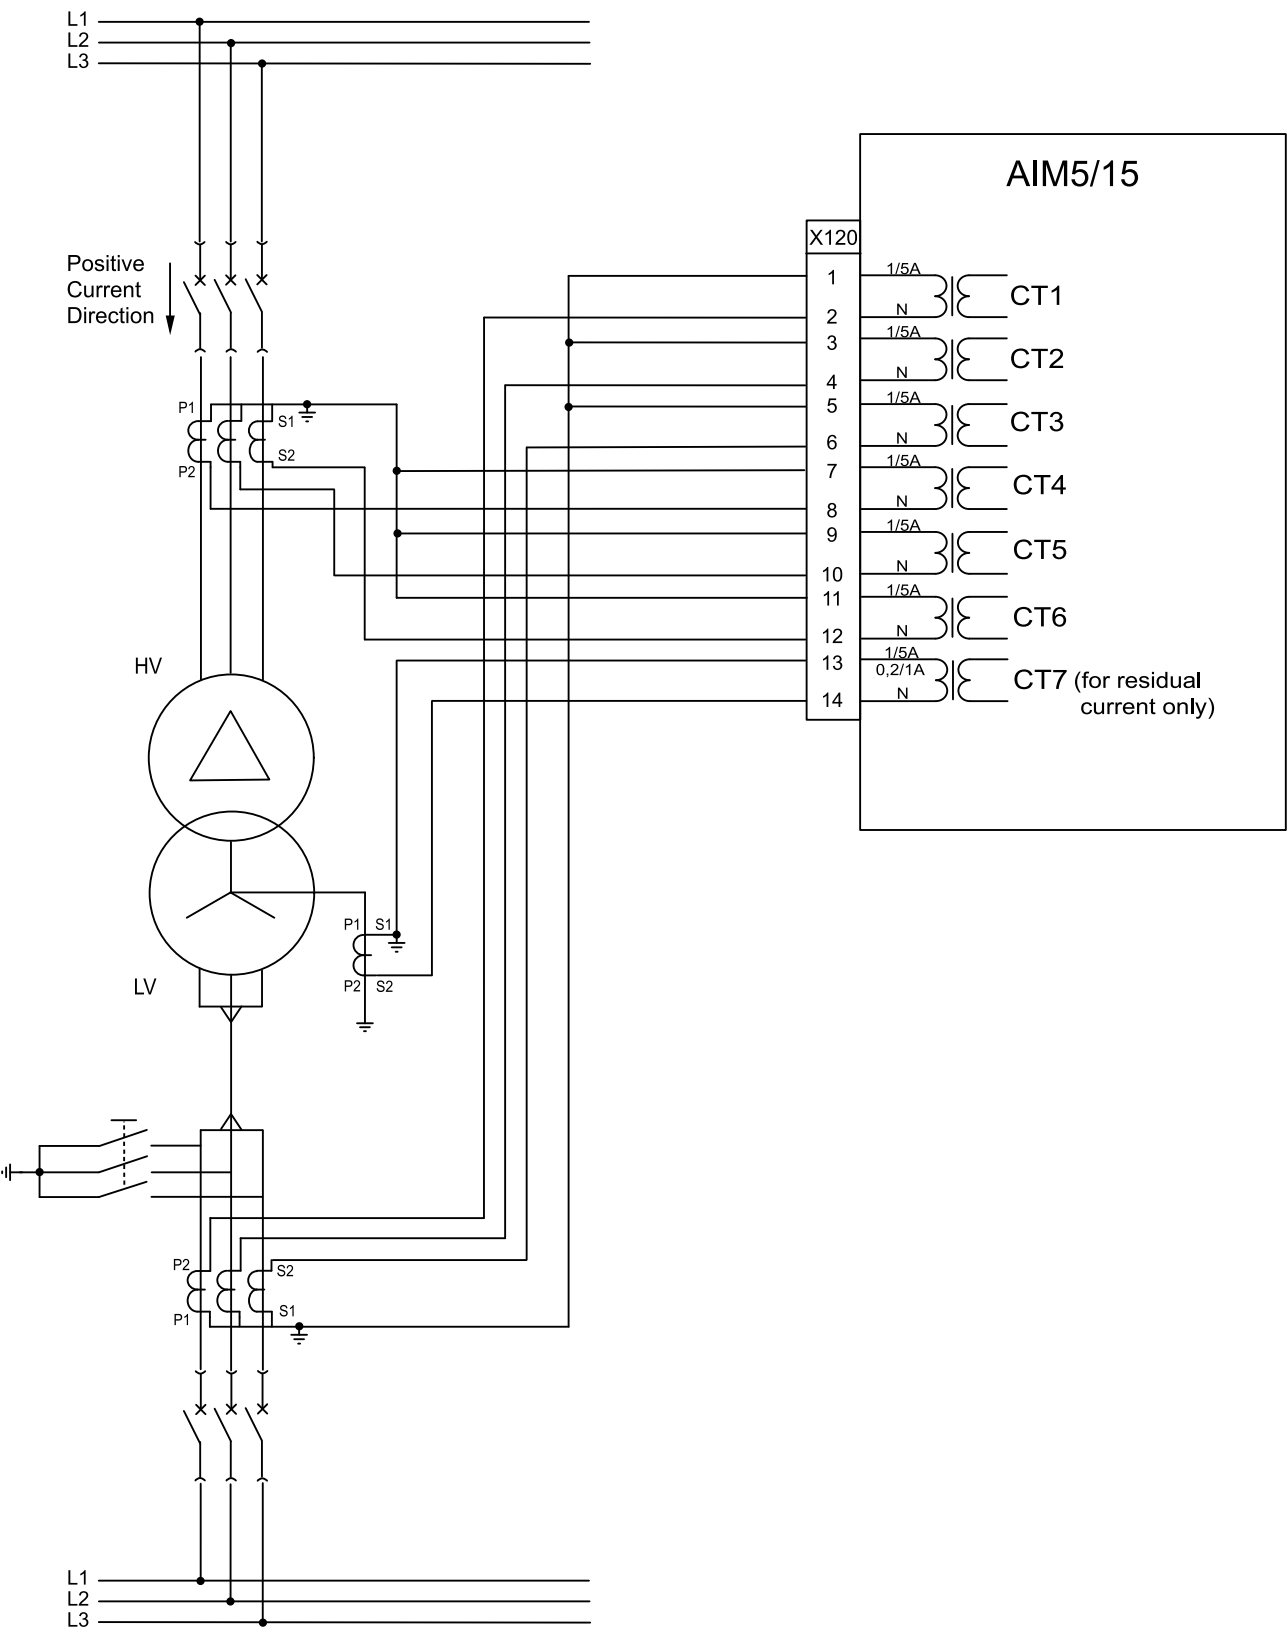 L1
L2
L3
AIM5/15
X120
Positive
Current
Direction
1
1/5A
CT1
2
N
3
1/5A
CT2
4
N
5
1/5A
CT3
6
N
7
1/5A
CT4
8
N
9
1/5A
CT5
10
N
11
1/5A
CT6
12
N
13
1/5A
0,2/1A
CT7 (for residual
current only)
14
N
P1
S1
S2
P2
HV
P1
S1
LV
P2
S2
P2
S2
P1
S1
L1
L2
L3